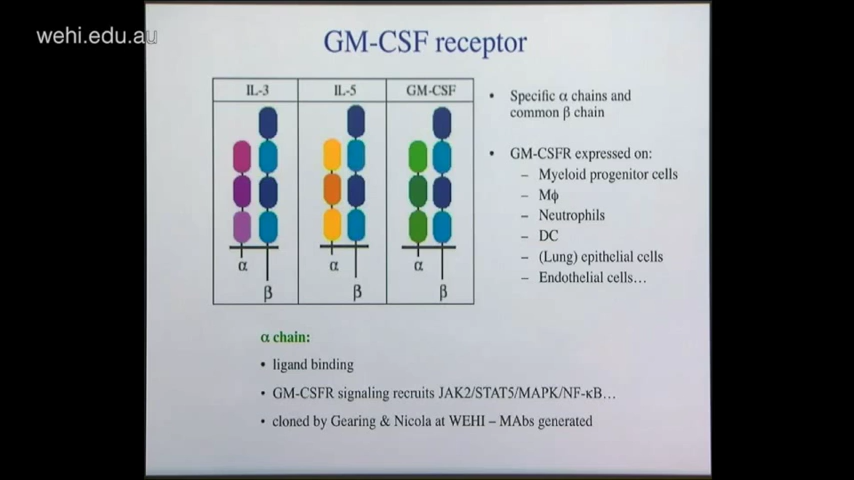 wehi.edu.au
GM-CSF receptor
IL-3
IL-5
GM-CSF
α
β
α
β
α
β
• Specific α chains and
common β chain
• GM-CSFR expressed on:
– Myeloid progenitor cells
– Mϕ
– Neutrophils
– DC
– (Lung) epithelial cells
– Endothelial cells…
α chain:
• ligand binding
• GM-CSFR signaling recruits JAK2/STAT5/MAPK/NF-κB…
• cloned by Gearing & Nicola at WEHI – MAbs generated